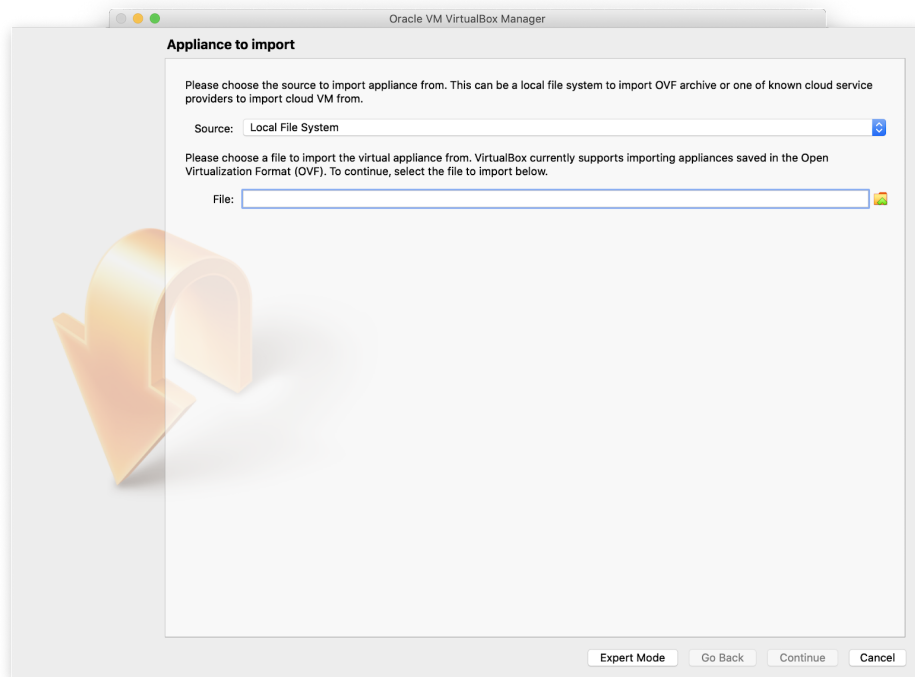 Oracle VM VirtualBox Manager
Appliance to import
Please choose the source to import appliance from. This can be a local file system to import OVF archive or one of known cloud service
providers to import cloud VM from.
Source: Local File System
Please choose a file to import the virtual appliance from. VirtualBox currently supports importing appliances saved in the Open
Virtualization Format (OVF). To continue, select the file to import below.
File:
Expert Mode Go Back Continue Cancel